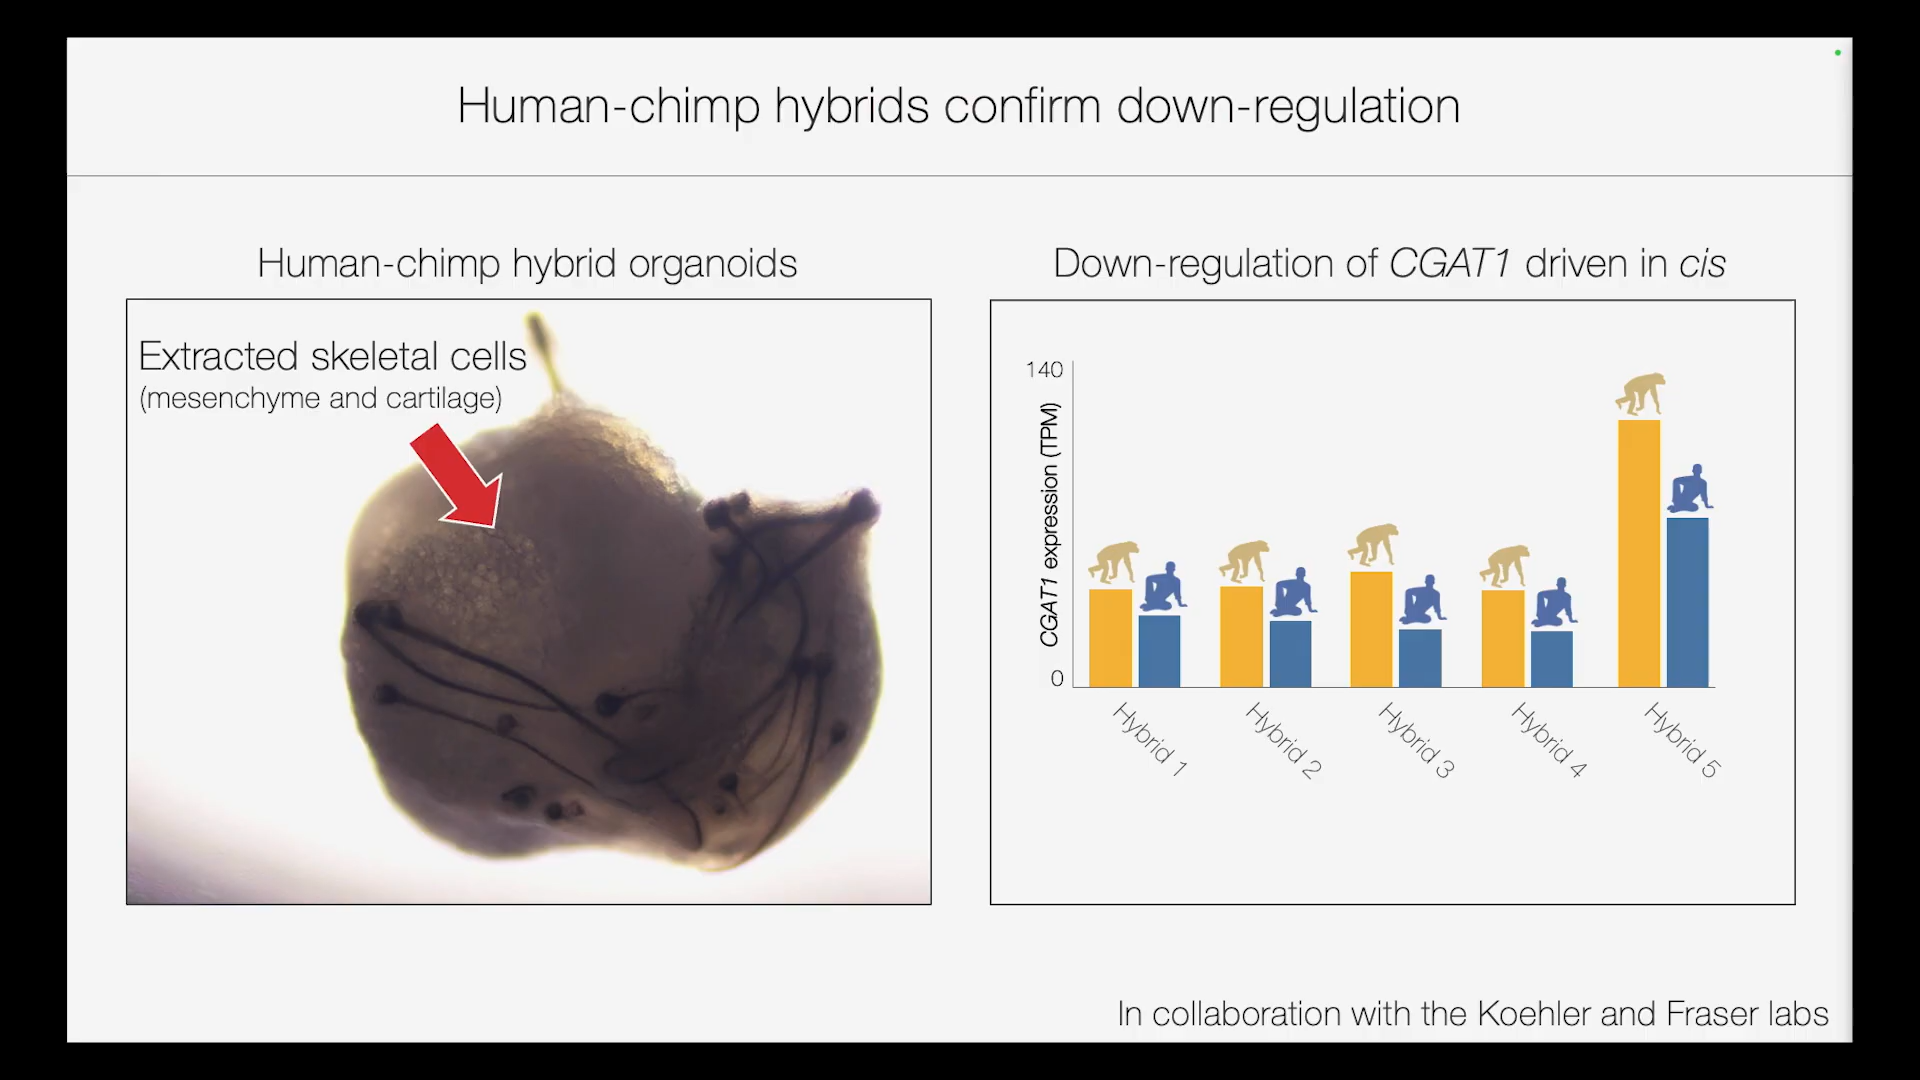 Human-chimp hybrids confirm down-regulation
Human-chimp hybrid organoids
Extracted skeletal cells
(mesenchyme and cartilage)
Down-regulation of CGAT1 driven in cis
140
CGAT1 expression (TPM)
0
Hybrid 1
Hybrid 2
Hybrid 3
Hybrid 4
Hybrid 5
In collaboration with the Koehler and Fraser labs